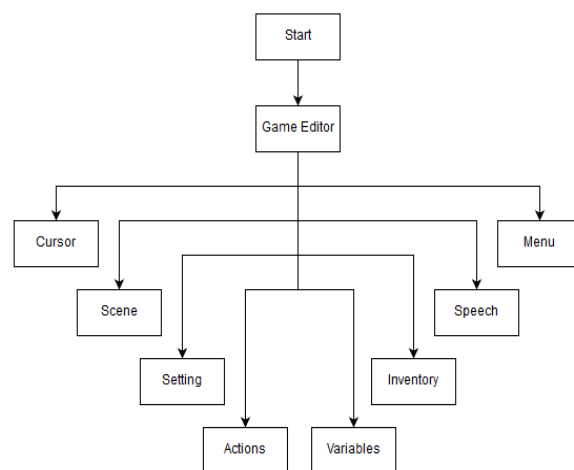 Start
Game Editor
Cursor
Menu
Scene
Speech
Setting
Inventory
Actions
Variables